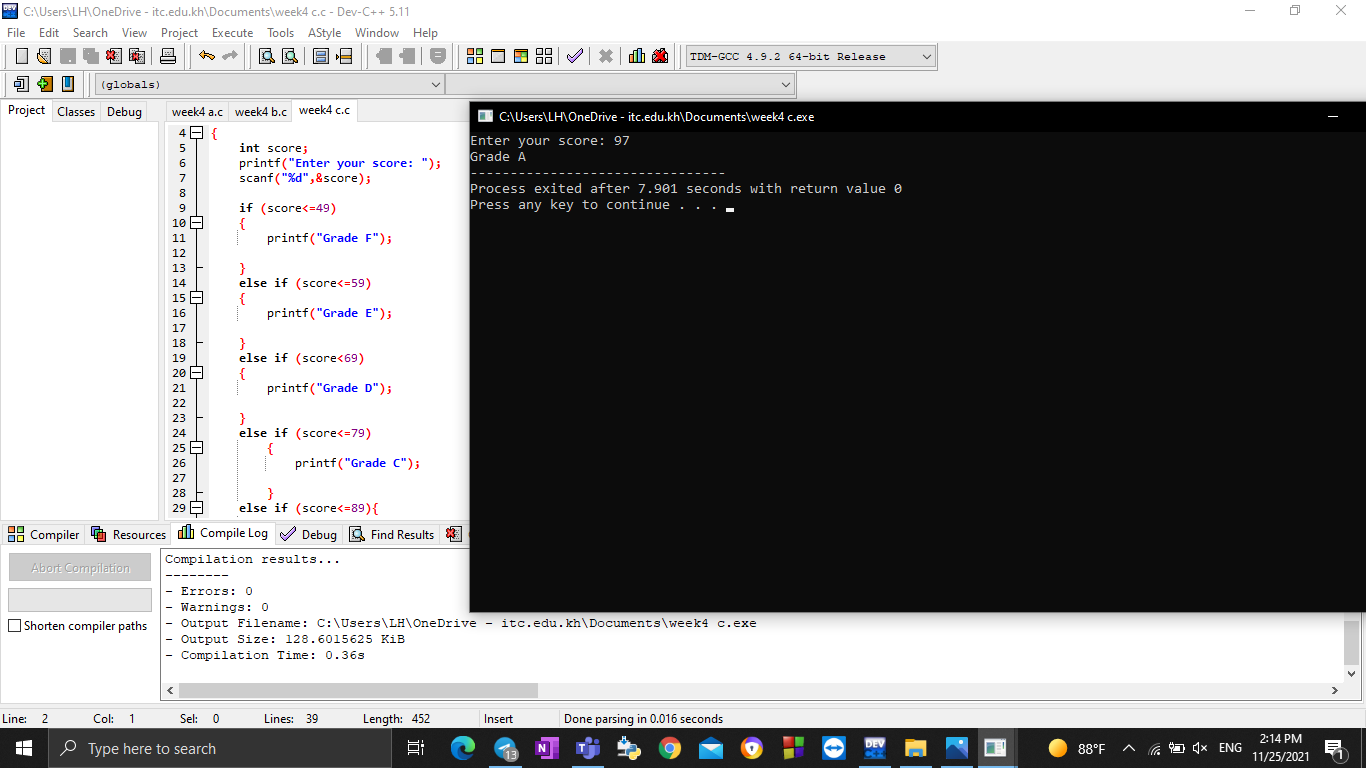 C:\Users\LH\OneDrive - itc.edu.kh\Documents\week4 c.c - Dev-C++ 5.11
File Edit Search View Project Execute Tools AStyle Window Help
TDM-GCC 4.9.2 64-bit Release
(globals)
Project Classes Debug
week4 a.c week4 b.c week4 c.c
4 {
5 int score;
6 printf("Enter your score: ");
7 scanf("%d",&score);
8
9 if (score<=49)
10 {
11 printf("Grade F");
12
13 }
14 else if (score<=59)
15 {
16 printf("Grade E");
17
18 }
19 else if (score<69)
20 {
21 printf("Grade D");
22
23 }
24 else if (score<=79)
25 {
26 printf("Grade C");
27
28 }
29 else if (score<=89){
C:\Users\LH\OneDrive - itc.edu.kh\Documents\week4 c.exe
Enter your score: 97
Grade A
--------------------------------
Process exited after 7.901 seconds with return value 0
Press any key to continue . . .
Compiler Resources Compile Log Debug Find Results
Abort Compilation
Shorten compiler paths
Compilation results...
--------
- Errors: 0
- Warnings: 0
- Output Filename: C:\Users\LH\OneDrive - itc.edu.kh\Documents\week4 c.exe
- Output Size: 128.6015625 KiB
- Compilation Time: 0.36s
Line: 2 Col: 1 Sel: 0 Lines: 39 Length: 452 Insert Done parsing in 0.016 seconds
Type here to search
13
DEV
88°F
ENG
2:14 PM
11/25/2021
1